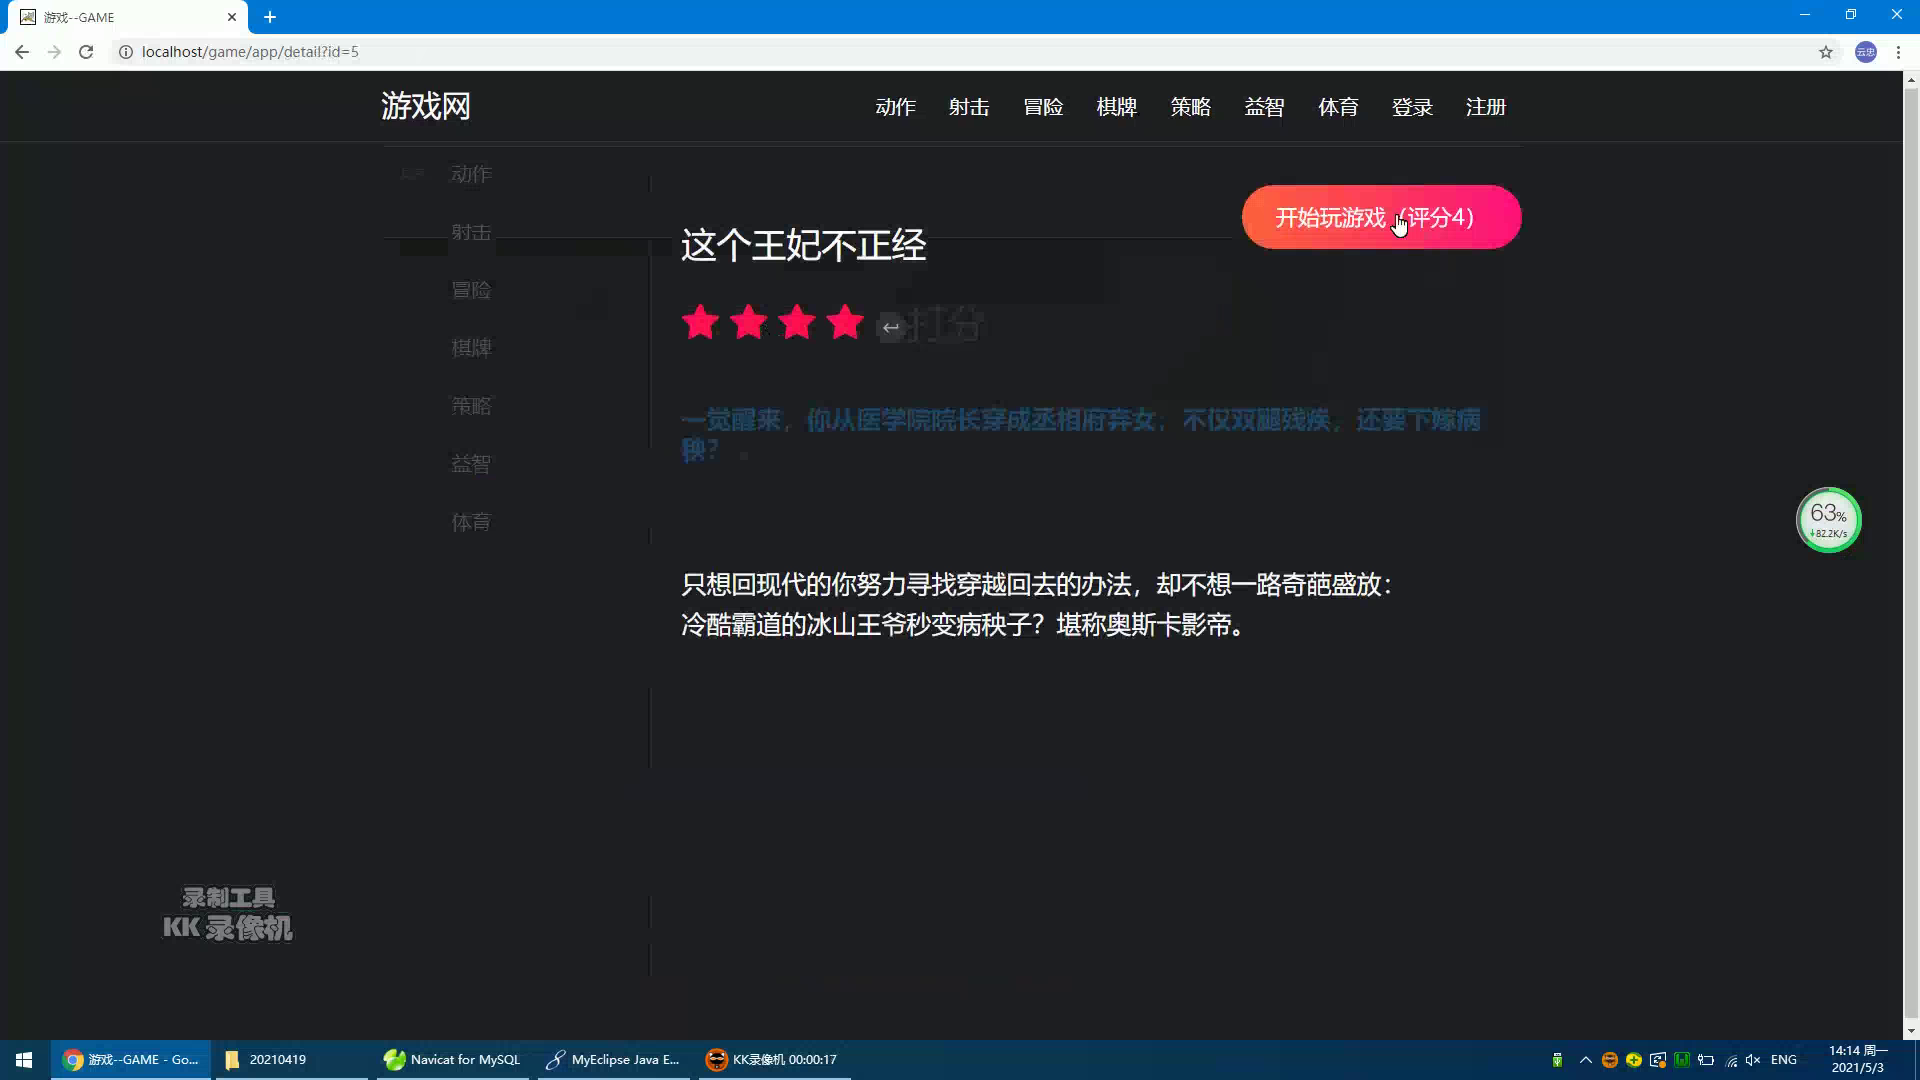 游戏--GAME
localhost/game/app/detail?id=5
云忠
游戏网
动作 射击 冒险 棋牌 策略 益智 体育 登录 注册
动作
射击
冒险
棋牌
策略
益智
体育
开始玩游戏（评分4）
这个王妃不正经
打分
一觉醒来，你从医学院院长穿成丞相府弃女；不仅双腿残疾，还要下嫁病
秧？
只想回现代的你努力寻找穿越回去的办法，却不想一路奇葩盛放：
冷酷霸道的冰山王爷秒变病秧子？堪称奥斯卡影帝。
63%
82.2K/s
录制工具
KK 录像机
游戏--GAME - Go...
20210419
Navicat for MySQL
MyEclipse Java E...
KK录像机 00:00:17
ENG
14:14 周一
2021/5/3